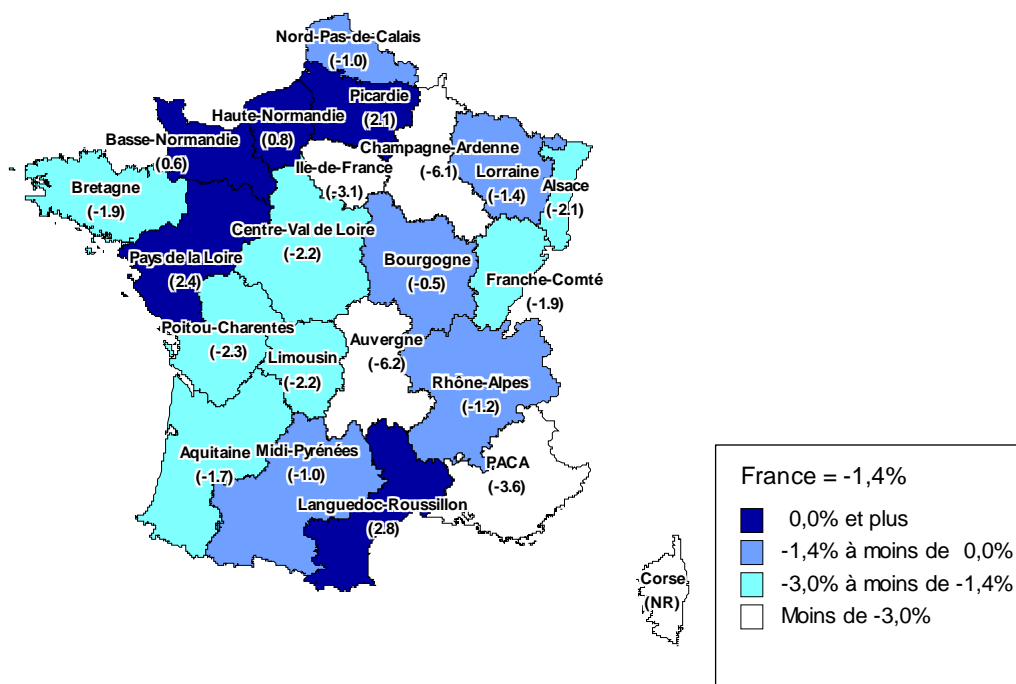 Nord-Pas-de-Calais
(-1.0)
Picardie
(2.1)
Haute-Normandie
(0.8)
Basse-Normandie
(0.6)
Champagne-Ardenne
(-6.1)
Ile-de-France
(-3.1)
Lorraine
(-1.4)
Alsace
(-2.1)
Bretagne
(-1.9)
Centre-Val de Loire
(-2.2)
Pays de la Loire
(2.4)
Bourgogne
(-0.5)
Franche-Comté
(-1.9)
Poitou-Charentes
(-2.3)
Limousin
(-2.2)
Auvergne
(-6.2)
Rhône-Alpes
(-1.2)
Aquitaine
(-1.7)
Midi-Pyrénées
(-1.0)
PACA
(-3.6)
Languedoc-Roussillon
(2.8)
Corse
(NR)
France = -1,4%
0,0% et plus
-1,4% à moins de 0,0%
-3,0% à moins de -1,4%
Moins de -3,0%